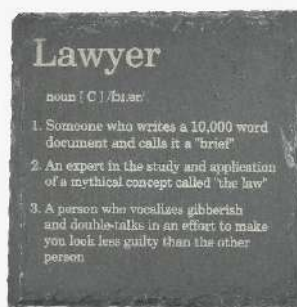 Lawyer
noun [ C ] /bɪ.ər/
1. Someone who writes a 10,000 word
document and calls it a "brief"
2. An expert in the study and application
of a mythical concept called "the law"
3. A person who vocalizes gibberish
and double-talks in an effort to make
you look less guilty than the other
person